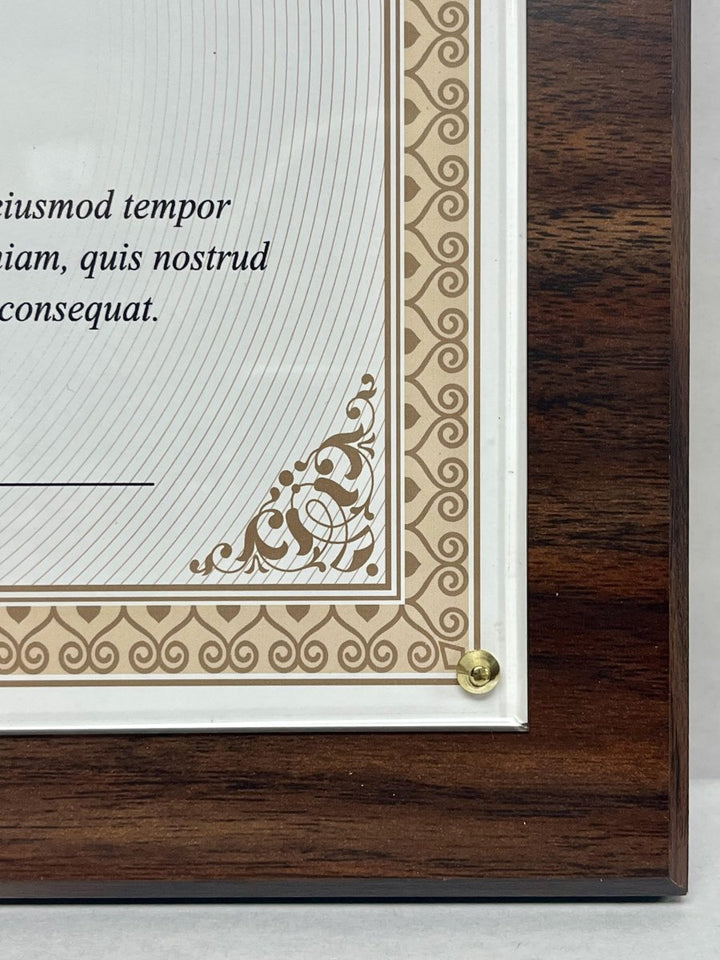 eiusmod tempor
niam, quis nostrud
consequat.